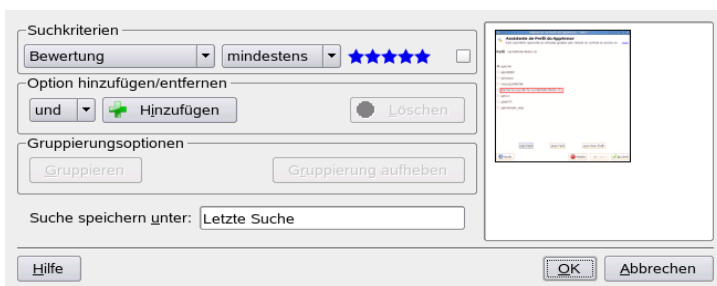 Suchkriterien
Bewertung mindestens
Option hinzufügen/entfernen
und Hinzufügen Löschen
Gruppierungsoptionen
Gruppieren Gruppierung aufheben
Suche speichern unter: Letzte Suche
Hilfe OK Abbrechen